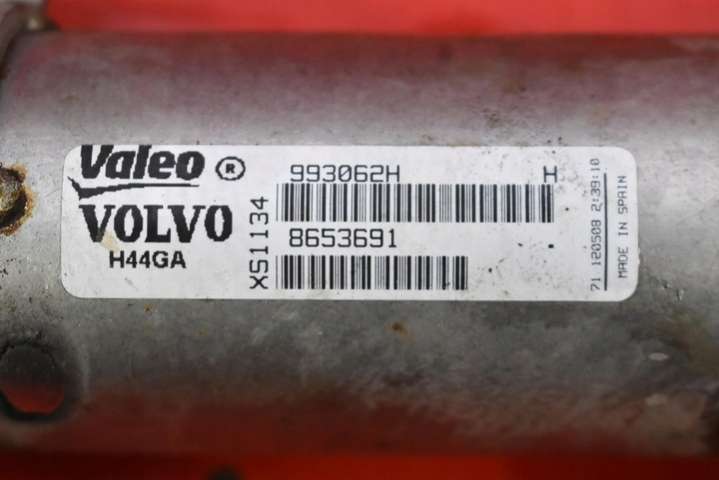 Valeo ®
VOLVO
H44GA
XS1134
993062H H
8653691
71 120508 2:39:10
MADE IN SPAIN